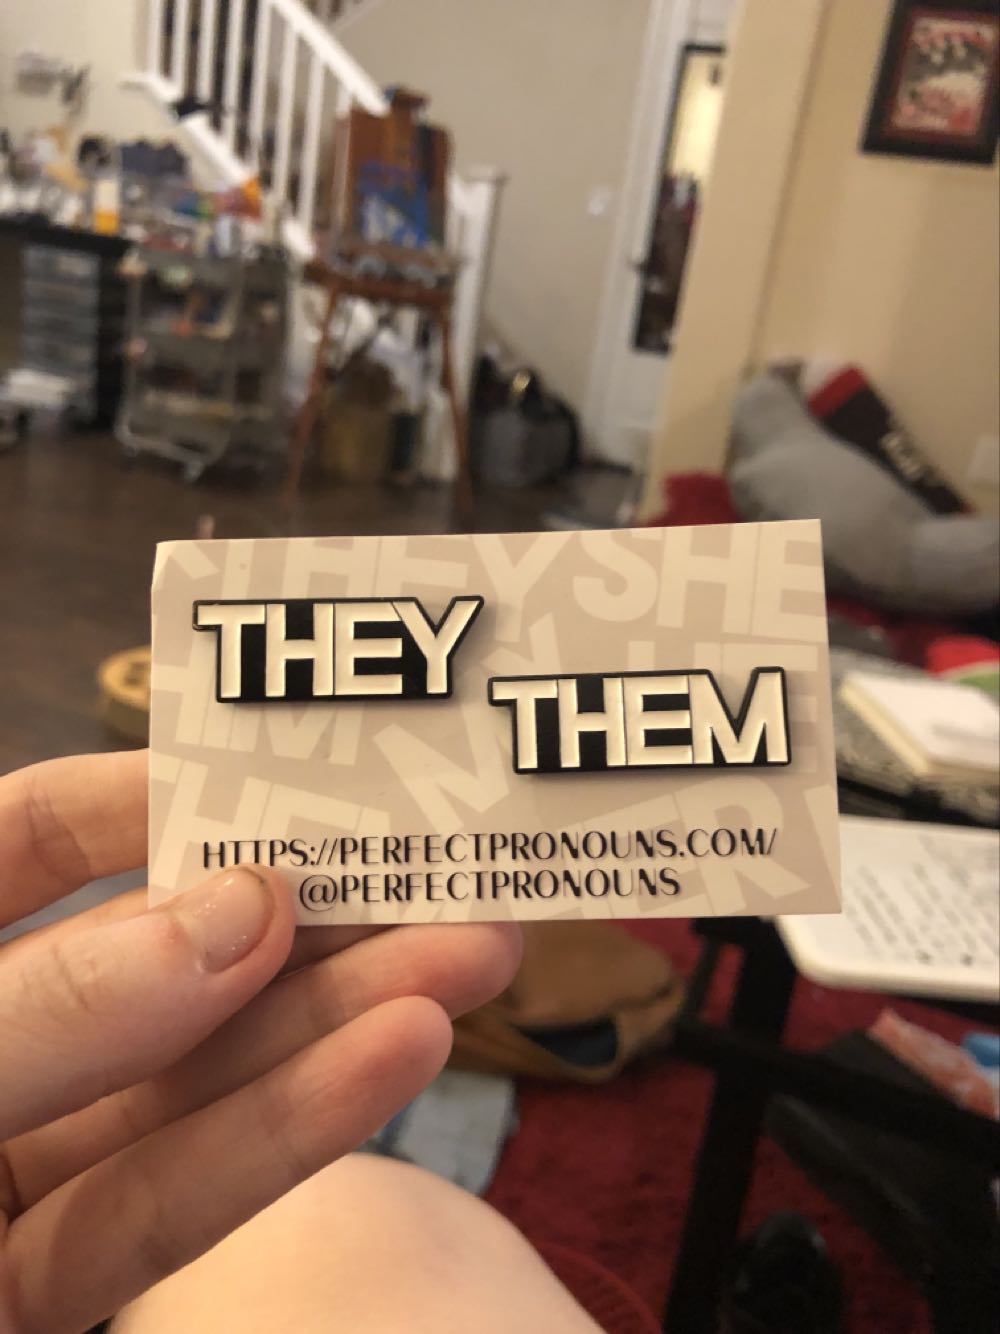 THEY
THEM
HTTPS://PERFECTPRONOUNS.COM/
@PERFECTPRONOUNS